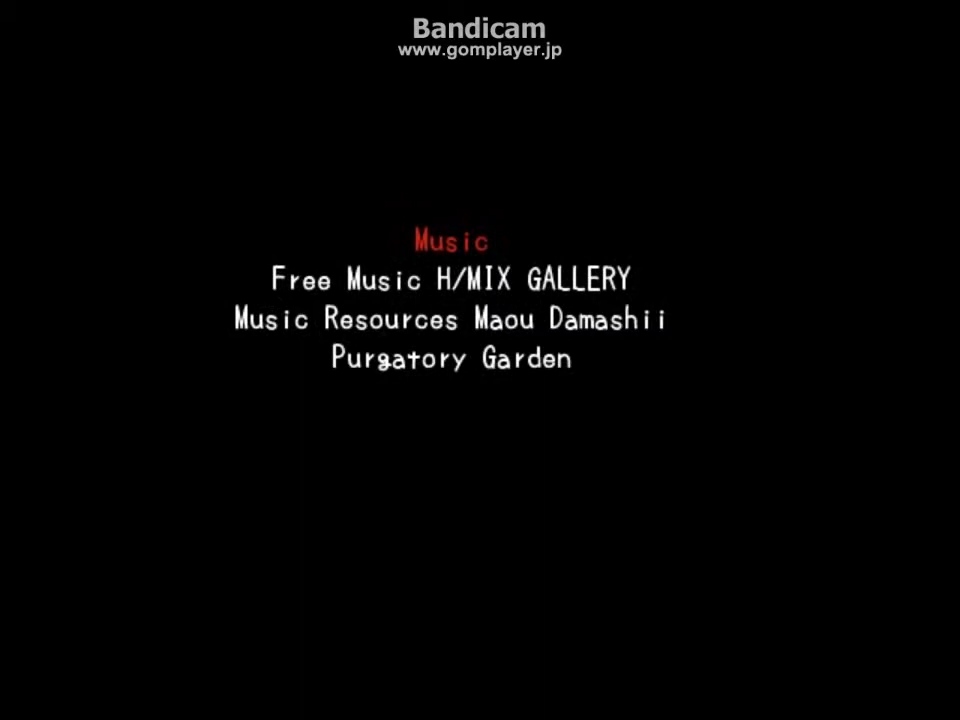 Bandicam
www.gomplayer.jp
Music
Free Music H/MIX GALLERY
Music Resources Maou Damashii
Purgatory Garden